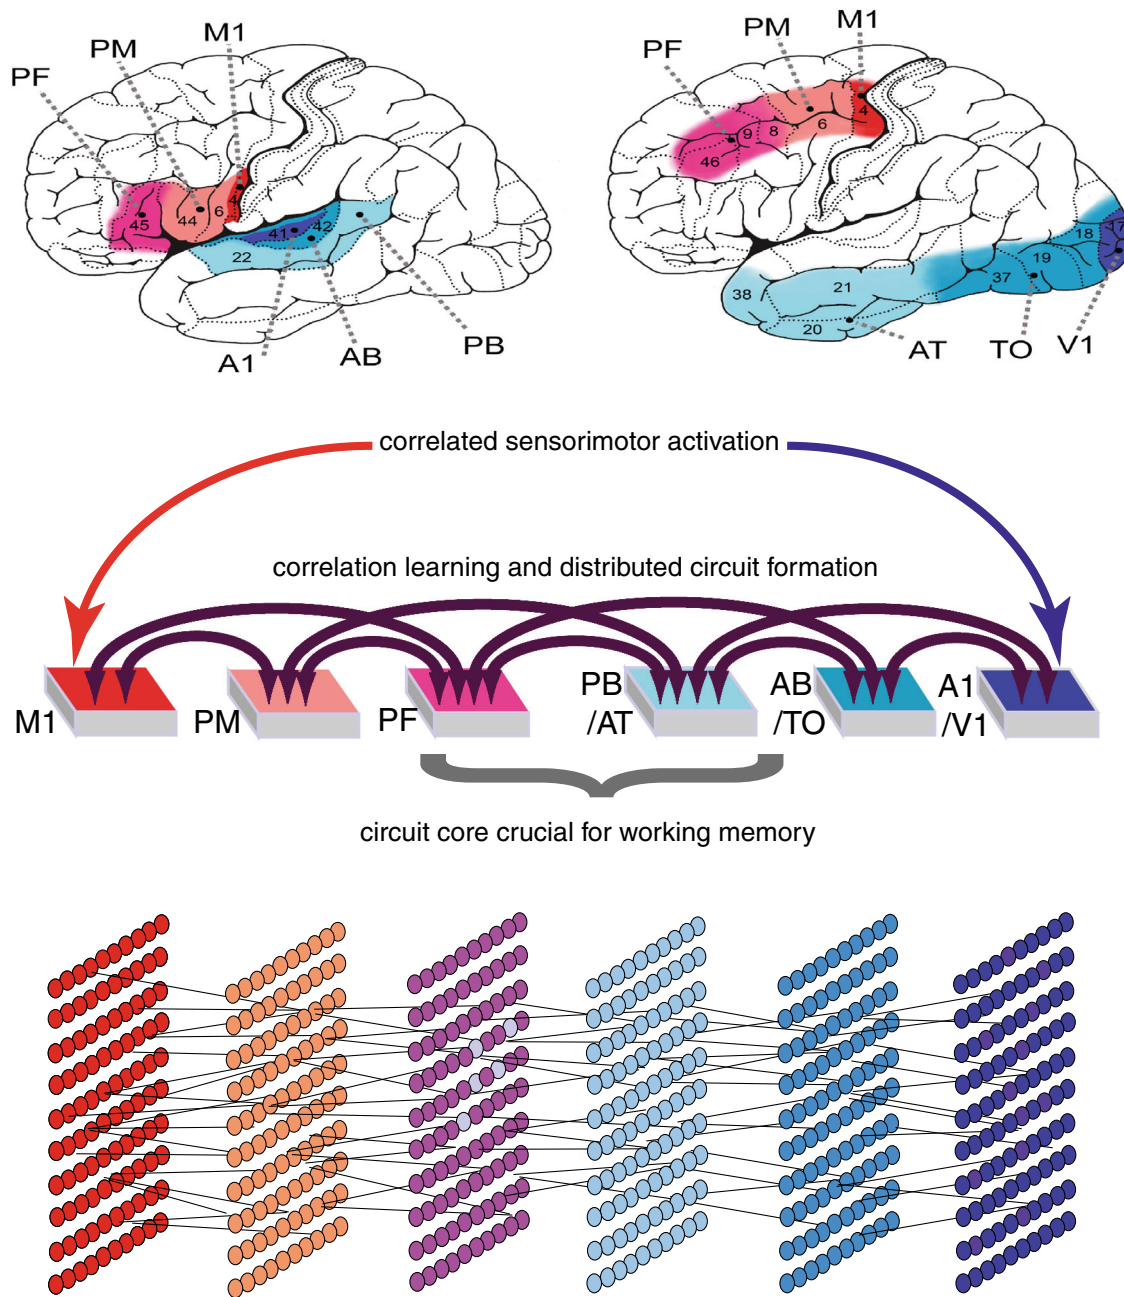 M1
PM
PF
45
44
6
4
41
42
22
A1
AB
PB
M1
PM
PF
46
9
8
6
4
38
21
20
37
19
18
17
AT
TO
V1
correlated sensorimotor activation
correlation learning and distributed circuit formation
M1
PM
PF
PB
/AT
AB
/TO
A1
/V1
circuit core crucial for working memory